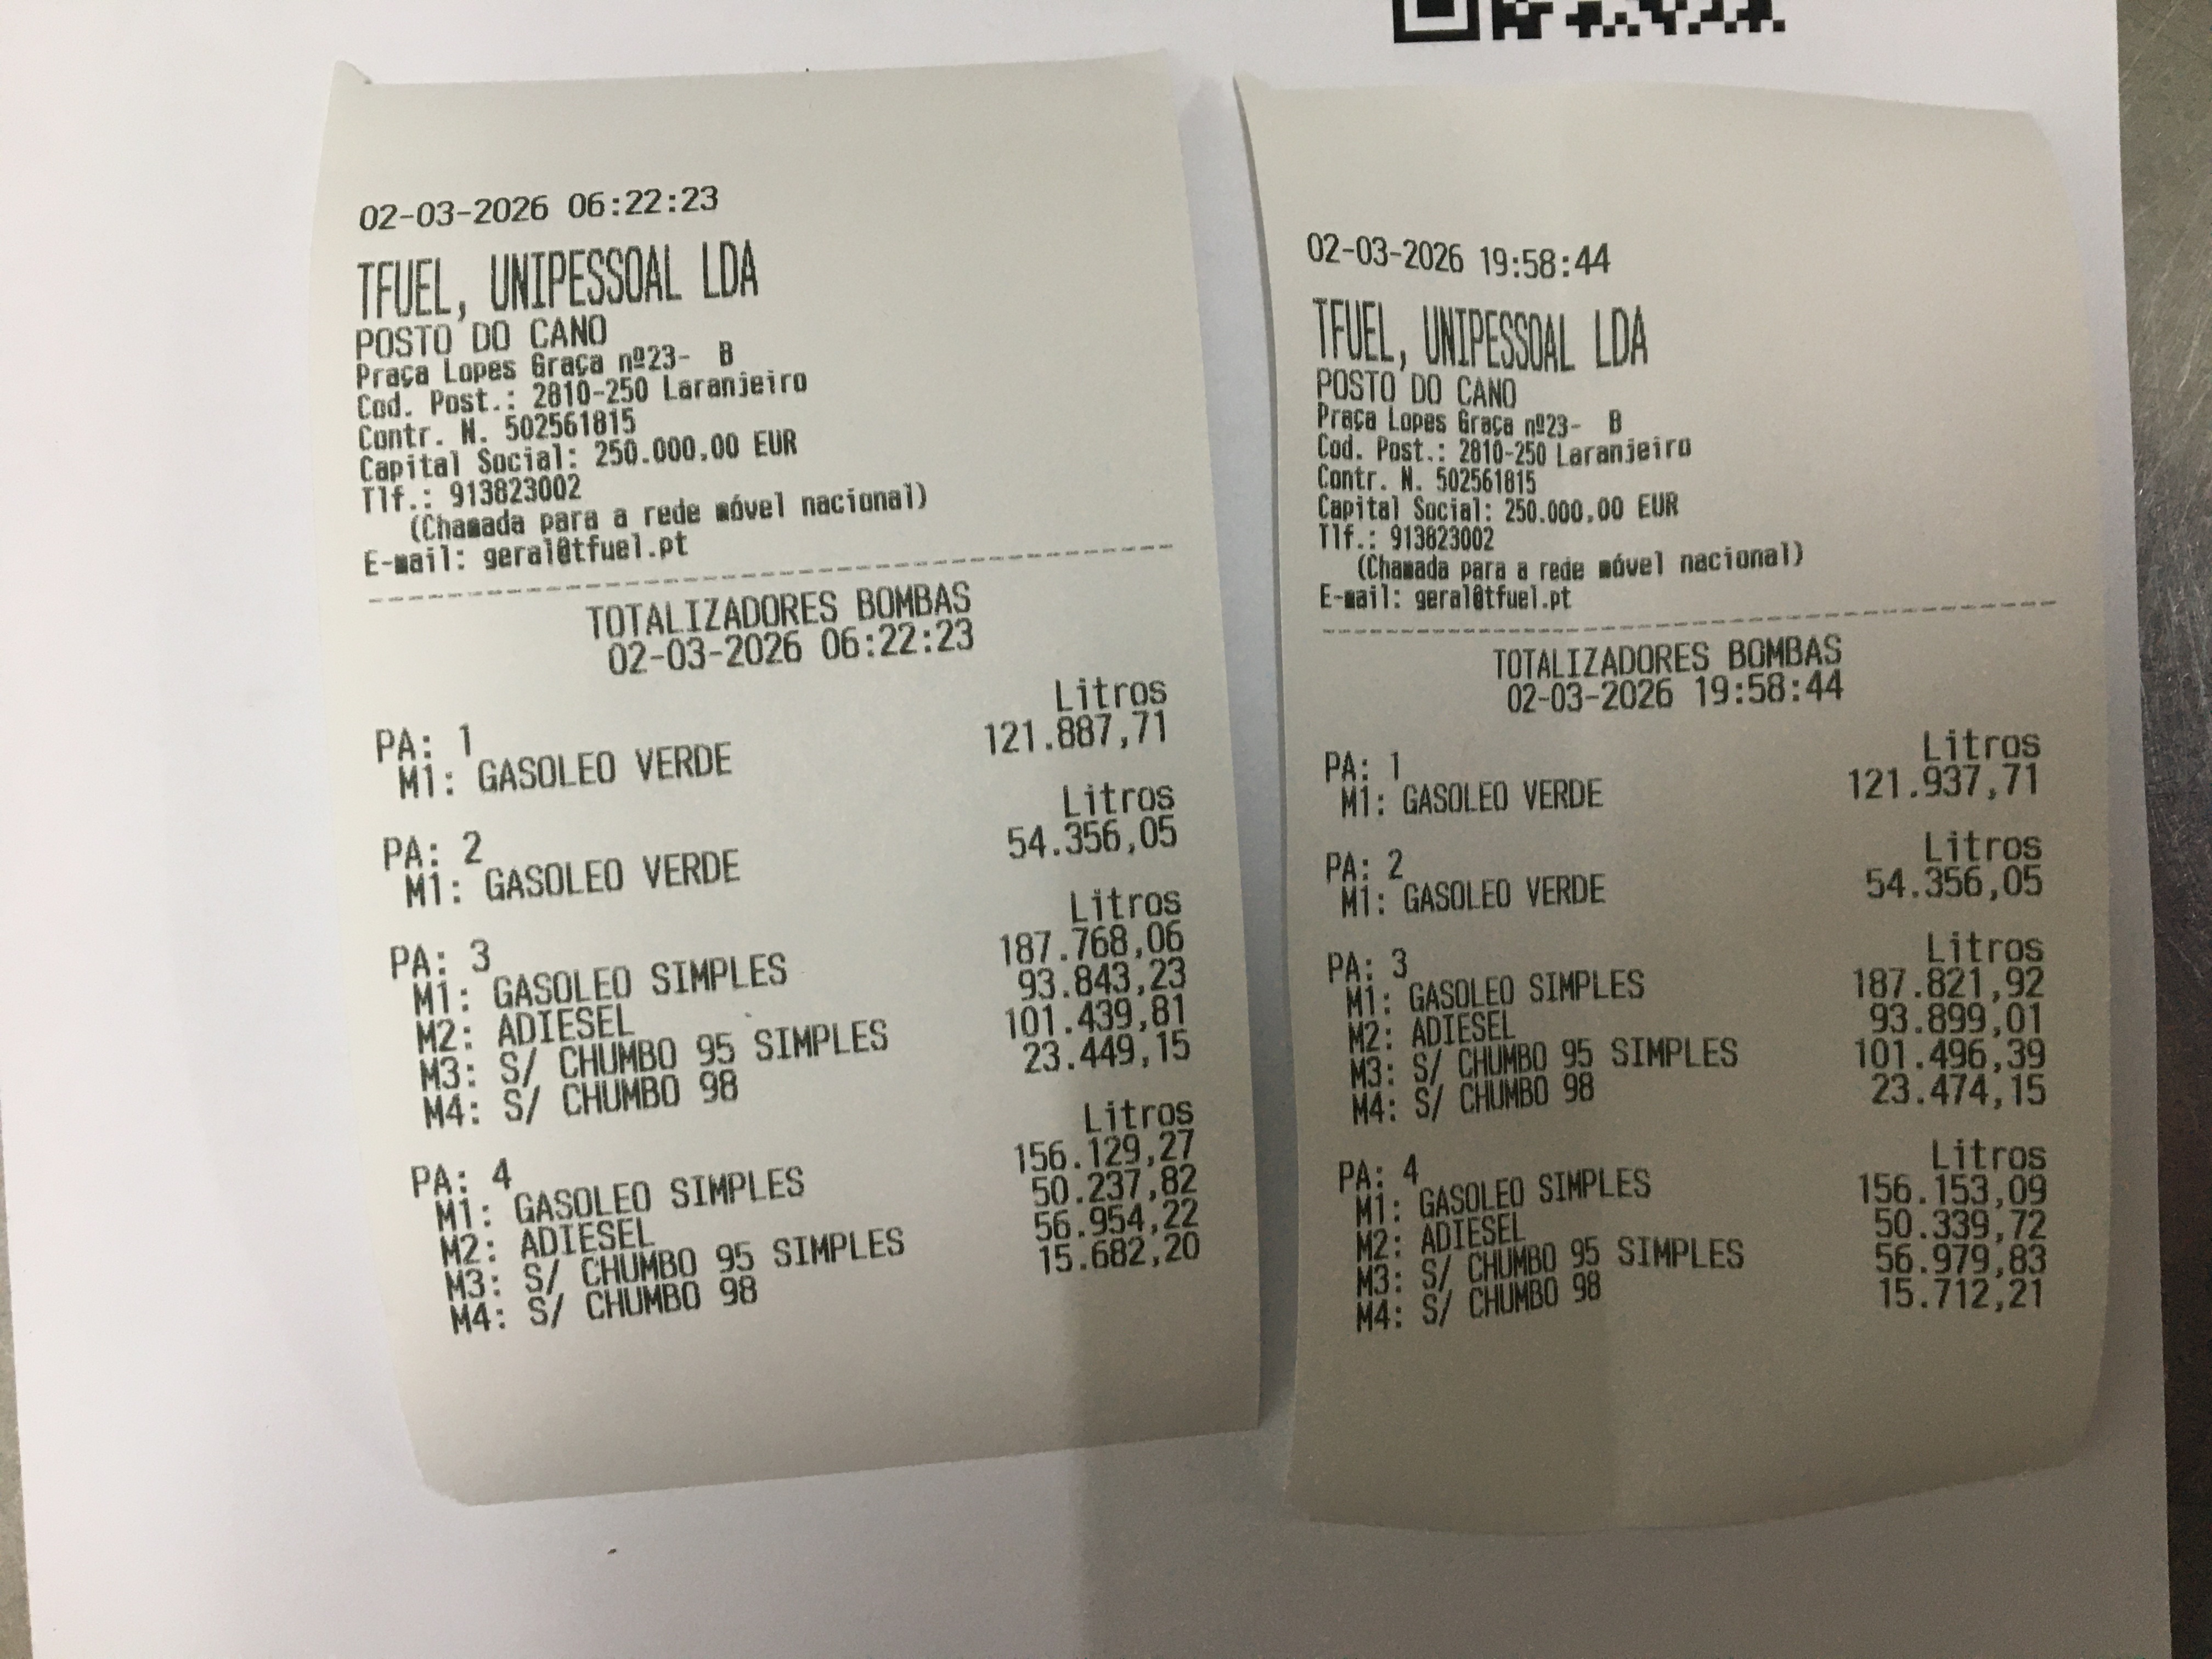 02-03-2026 06:22:23
TFUEL, UNIPESSOAL LDA
POSTO DO CANO
Praça Lopes Graça nº23-  B
Cod. Post.: 2810-250 Laranjeiro
Contr. N. 502561815
Capital Social: 250.000,00 EUR
Tlf.: 913823002
(Chamada para a rede móvel nacional)
E-mail: geral@tfuel.pt
TOTALIZADORES BOMBAS
02-03-2026 06:22:23
Litros
PA: 1
M1: GASOLEO VERDE 121.887,71
Litros
PA: 2
M1: GASOLEO VERDE 54.356,05
Litros
PA: 3
M1: GASOLEO SIMPLES 187.768,06
M2: ADIESEL 93.843,23
M3: S/ CHUMBO 95 SIMPLES 101.439,81
M4: S/ CHUMBO 98 23.449,15
Litros
PA: 4
M1: GASOLEO SIMPLES 156.129,27
M2: ADIESEL 50.237,82
M3: S/ CHUMBO 95 SIMPLES 56.954,22
M4: S/ CHUMBO 98 15.682,20
02-03-2026 19:58:44
TFUEL, UNIPESSOAL LDA
POSTO DO CANO
Praça Lopes Graça nº23-  B
Cod. Post.: 2810-250 Laranjeiro
Contr. N. 502561815
Capital Social: 250.000,00 EUR
Tlf.: 913823002
(Chamada para a rede móvel nacional)
E-mail: geral@tfuel.pt
TOTALIZADORES BOMBAS
02-03-2026 19:58:44
Litros
PA: 1
M1: GASOLEO VERDE 121.937,71
Litros
PA: 2
M1: GASOLEO VERDE 54.356,05
Litros
PA: 3
M1: GASOLEO SIMPLES 187.821,92
M2: ADIESEL 93.899,01
M3: S/ CHUMBO 95 SIMPLES 101.496,39
M4: S/ CHUMBO 98 23.474,15
Litros
PA: 4
M1: GASOLEO SIMPLES 156.153,09
M2: ADIESEL 50.339,72
M3: S/ CHUMBO 95 SIMPLES 56.979,83
M4: S/ CHUMBO 98 15.712,21